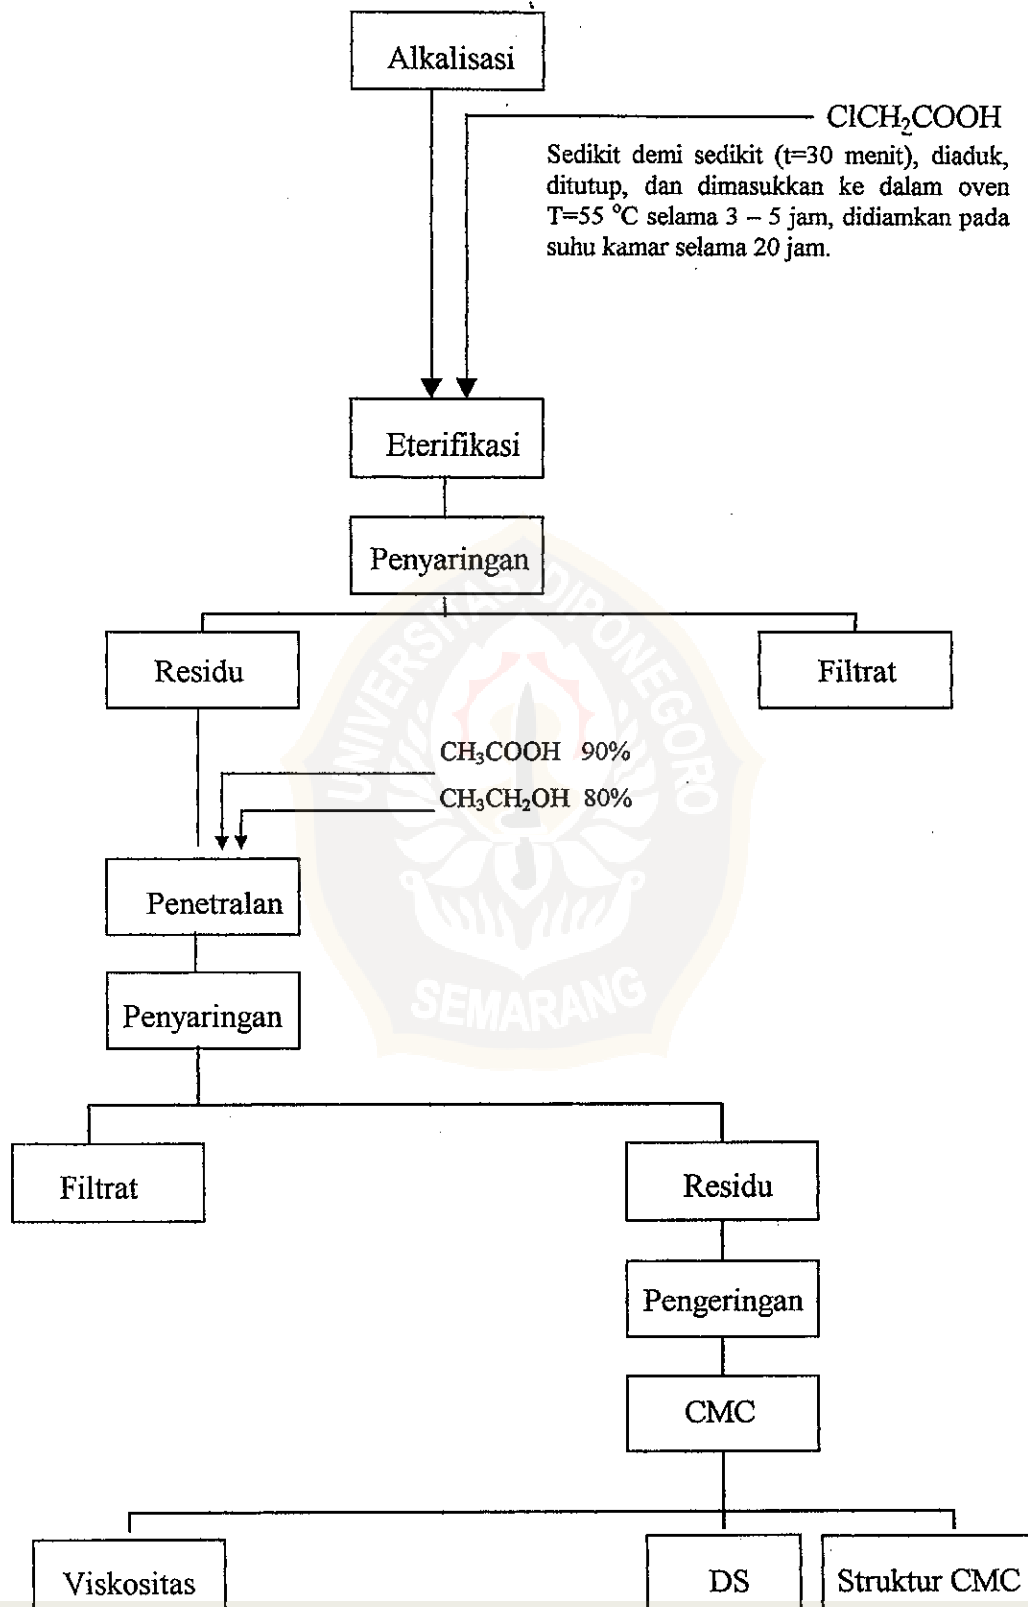 Alkalisasi
ClCH₂COOH
Sedikit demi sedikit (t=30 menit), diaduk,
ditutup, dan dimasukkan ke dalam oven
T=55 °C selama 3 – 5 jam, didiamkan pada
suhu kamar selama 20 jam.
Eterifikasi
Penyaringan
Residu
Filtrat
CH₃COOH 90%
CH₃CH₂OH 80%
Penetralan
Penyaringan
Filtrat
Residu
Pengeringan
CMC
Viskositas
DS
Struktur CMC
UNIVERSITAS DIPONEGORO
SEMARANG